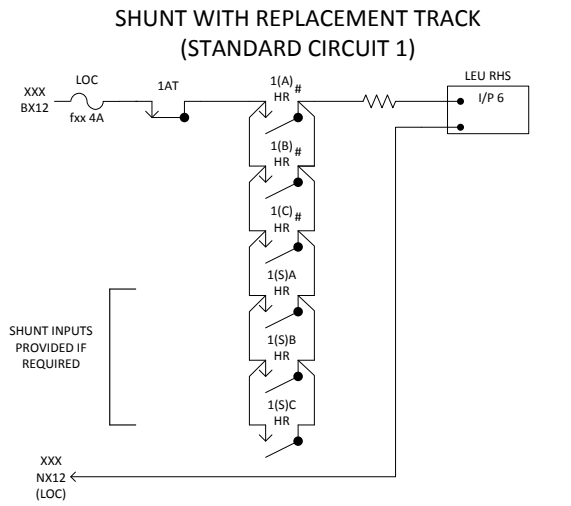 SHUNT WITH REPLACEMENT TRACK
(STANDARD CIRCUIT 1)
XXX
BX12
LOC
fxx 4A
1AT
1(A) #
HR
LEU RHS
I/P 6
1(B) #
HR
1(C) #
HR
1(S)A
HR
SHUNT INPUTS
PROVIDED IF
REQUIRED
1(S)B
HR
1(S)C
HR
XXX
NX12
(LOC)